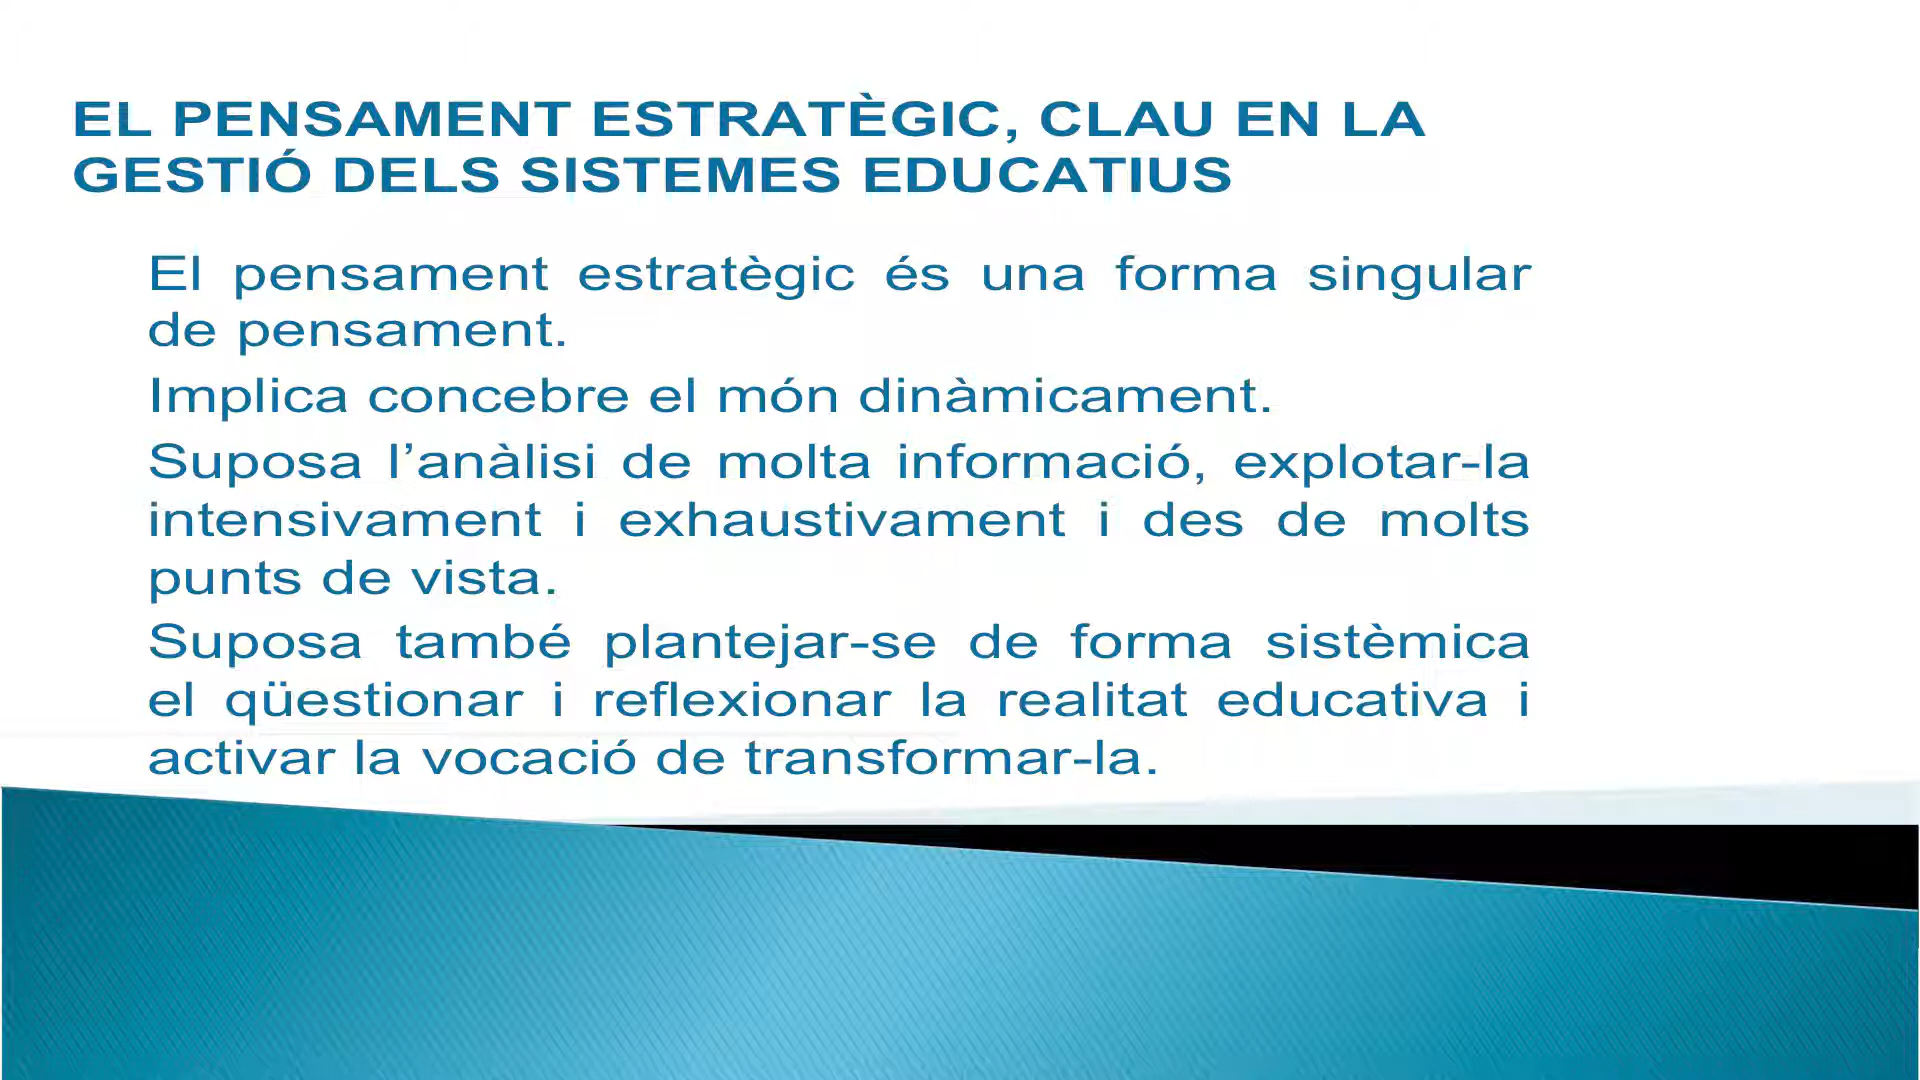 EL PENSAMENT ESTRATÈGIC, CLAU EN LA
GESTIÓ DELS SISTEMES EDUCATIUS
El pensament estratègic és una forma singular
de pensament.
Implica concebre el món dinàmicament.
Suposa l’anàlisi de molta informació, explotar-la
intensivament i exhaustivament i des de molts
punts de vista.
Suposa també plantejar-se de forma sistèmica
el qüestionar i reflexionar la realitat educativa i
activar la vocació de transformar-la.